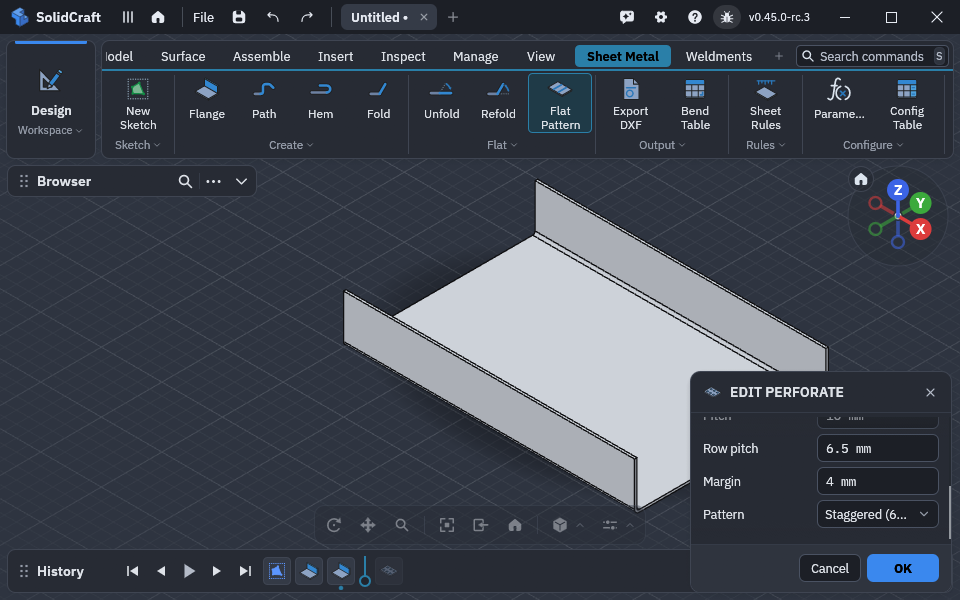 SolidCraft
File
Untitled •
v0.45.0-rc.3
Design
Workspace
odel
Surface
Assemble
Insert
Inspect
Manage
View
Sheet Metal
Weldments
Search commands
S
New
Sketch
Flange
Path
Hem
Fold
Unfold
Refold
Flat
Pattern
Export
DXF
Bend
Table
Sheet
Rules
Parame...
Config
Table
Sketch
Create
Flat
Output
Rules
Configure
Browser
Z
Y
X
EDIT PERFORATE
Row pitch
6.5 mm
Margin
4 mm
Pattern
Staggered (6...
Cancel
OK
History